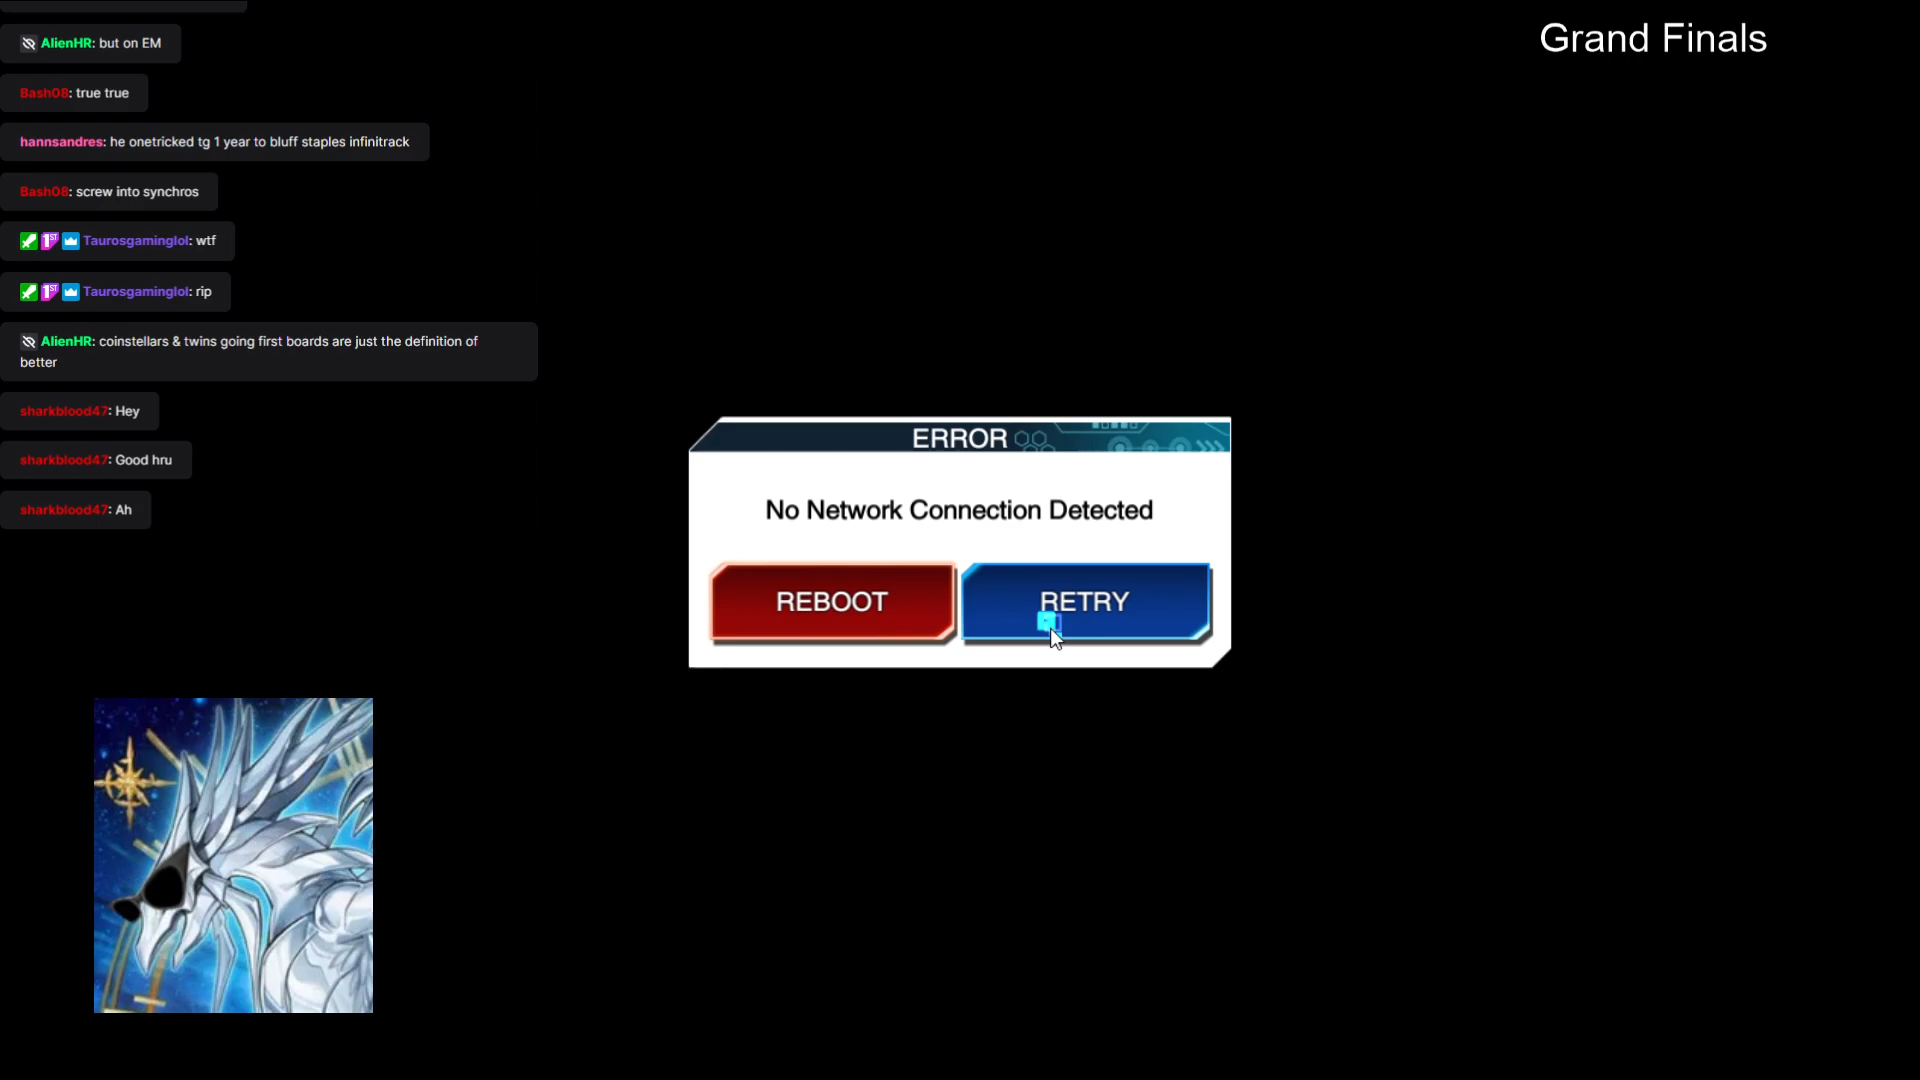 AlienHR: but on EM
Grand Finals
Bash08: true true
hannsandres: he onetricked tg 1 year to bluff staples infinitrack
Bash08: screw into synchros
1ST Taurosgaminglol: wtf
1ST Taurosgaminglol: rip
AlienHR: coinstellars & twins going first boards are just the definition of
better
sharkblood47: Hey
sharkblood47: Good hru
sharkblood47: Ah
ERROR
No Network Connection Detected
REBOOT
RETRY